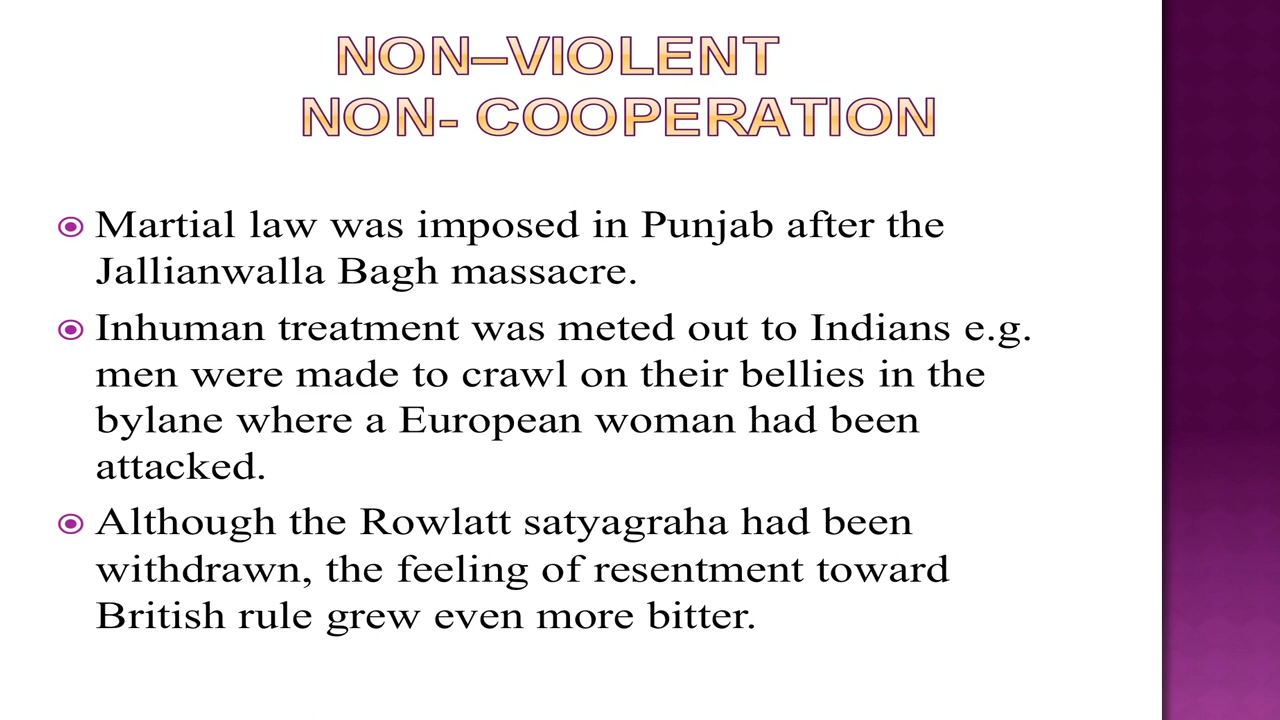 NON–VIOLENT
NON- COOPERATION
Martial law was imposed in Punjab after the
Jallianwalla Bagh massacre.
Inhuman treatment was meted out to Indians e.g.
men were made to crawl on their bellies in the
bylane where a European woman had been
attacked.
Although the Rowlatt satyagraha had been
withdrawn, the feeling of resentment toward
British rule grew even more bitter.